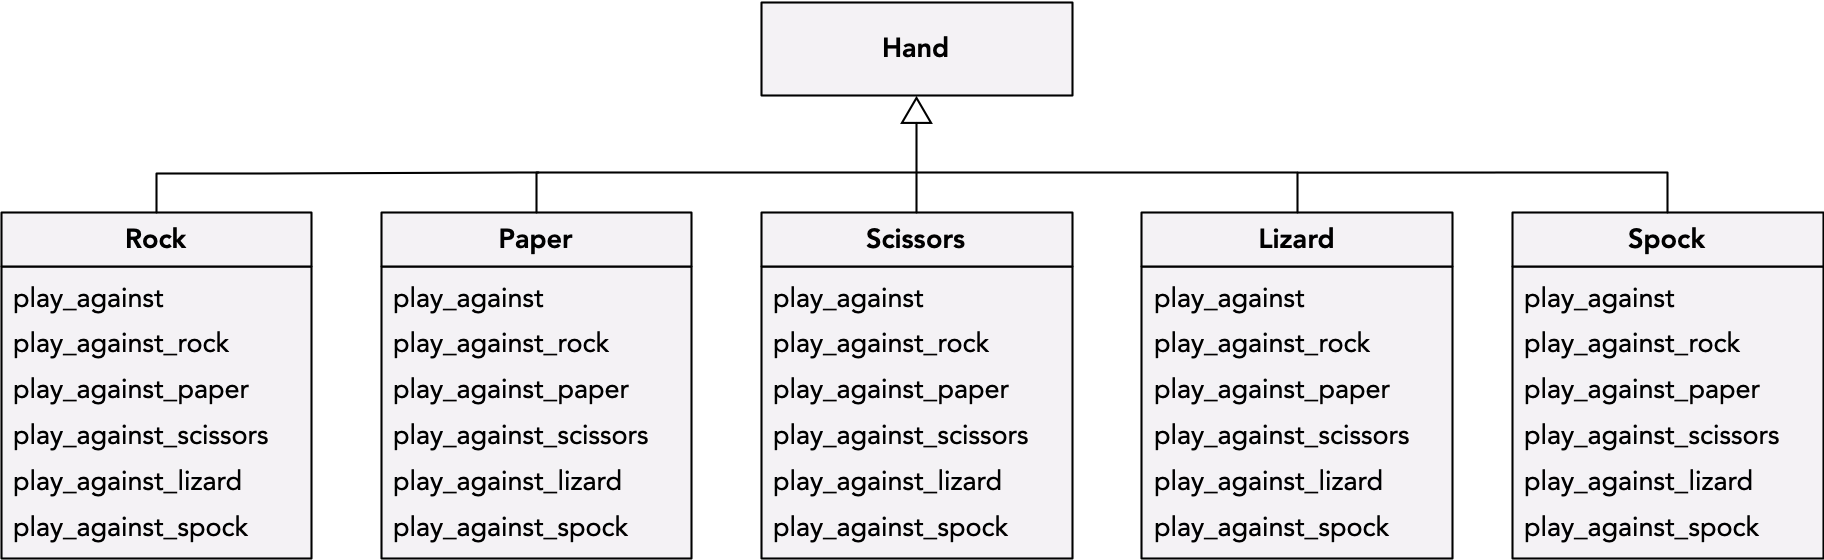 Hand
Rock
play_against
play_against_rock
play_against_paper
play_against_scissors
play_against_lizard
play_against_spock
Paper
play_against
play_against_rock
play_against_paper
play_against_scissors
play_against_lizard
play_against_spock
Scissors
play_against
play_against_rock
play_against_paper
play_against_scissors
play_against_lizard
play_against_spock
Lizard
play_against
play_against_rock
play_against_paper
play_against_scissors
play_against_lizard
play_against_spock
Spock
play_against
play_against_rock
play_against_paper
play_against_scissors
play_against_lizard
play_against_spock